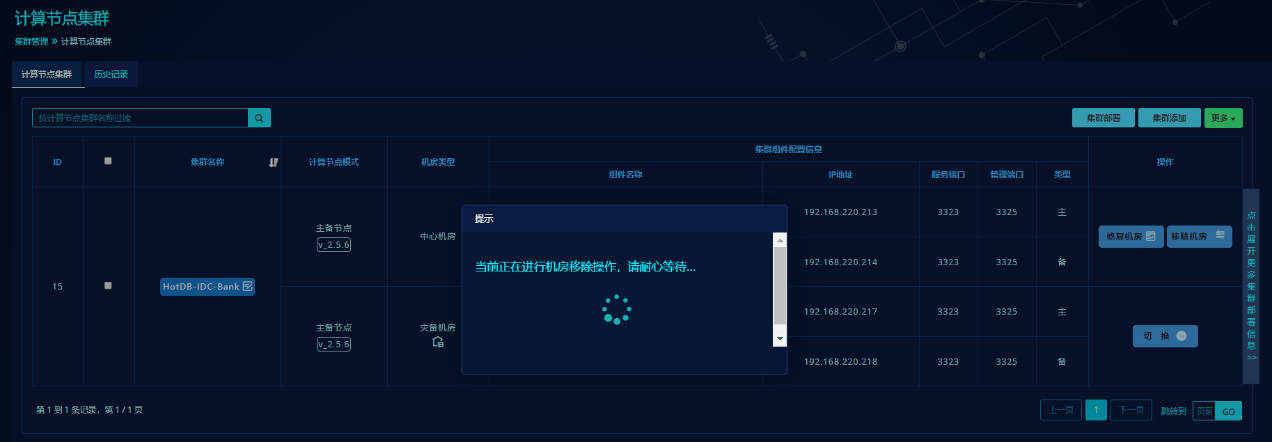 计算节点集群
集群管理 » 计算节点集群
计算节点集群 历史记录
按计算节点集群名称过滤 集群部署 集群添加 更多
ID 集群名称 计算节点模式 机房类型 集群组件配置信息 操作
组件名称 IP地址 服务端口 管理端口 类型
15 HotDB-IDC-Bank
主备节点
v_2.5.6
中心机房
192.168.220.213 3323 3325 主
192.168.220.214 3323 3325 备
修复机房 移除机房
主备节点
v_2.5.6
灾备机房
192.168.220.217 3323 3325 主
192.168.220.218 3323 3325 备
切 换
提示
当前正在进行机房移除操作，请耐心等待...
点击展开更多集群部署信息>>
第 1 到 1 条记录，第 1 / 1 页 上一页 1 下一页 跳转到 GO